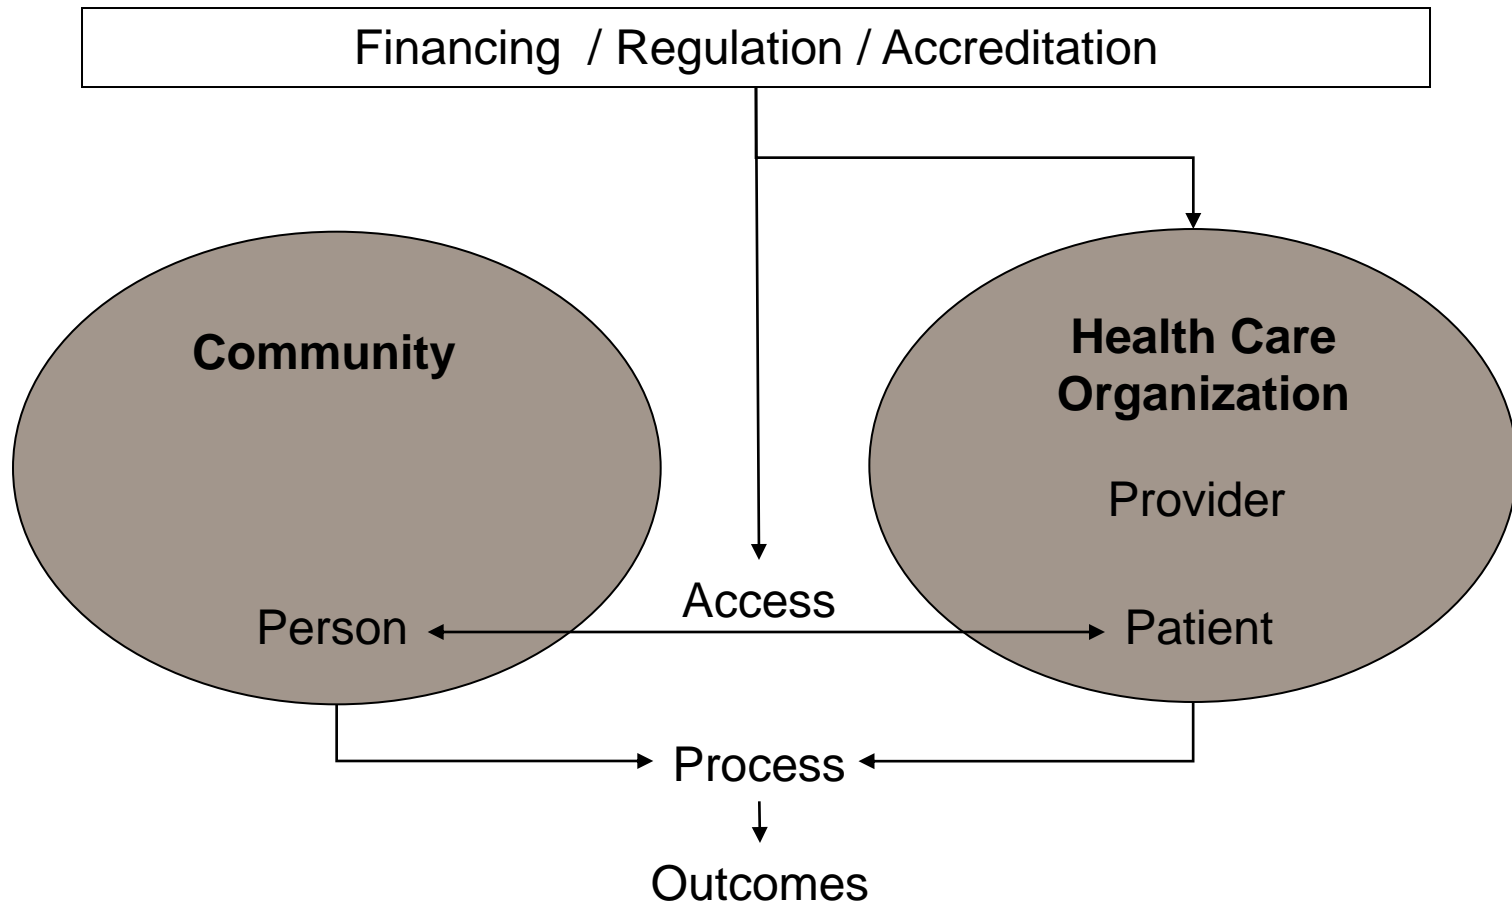 Financing / Regulation / Accreditation
Community
Health Care
Organization
Provider
Access
Person
Patient
Process
Outcomes